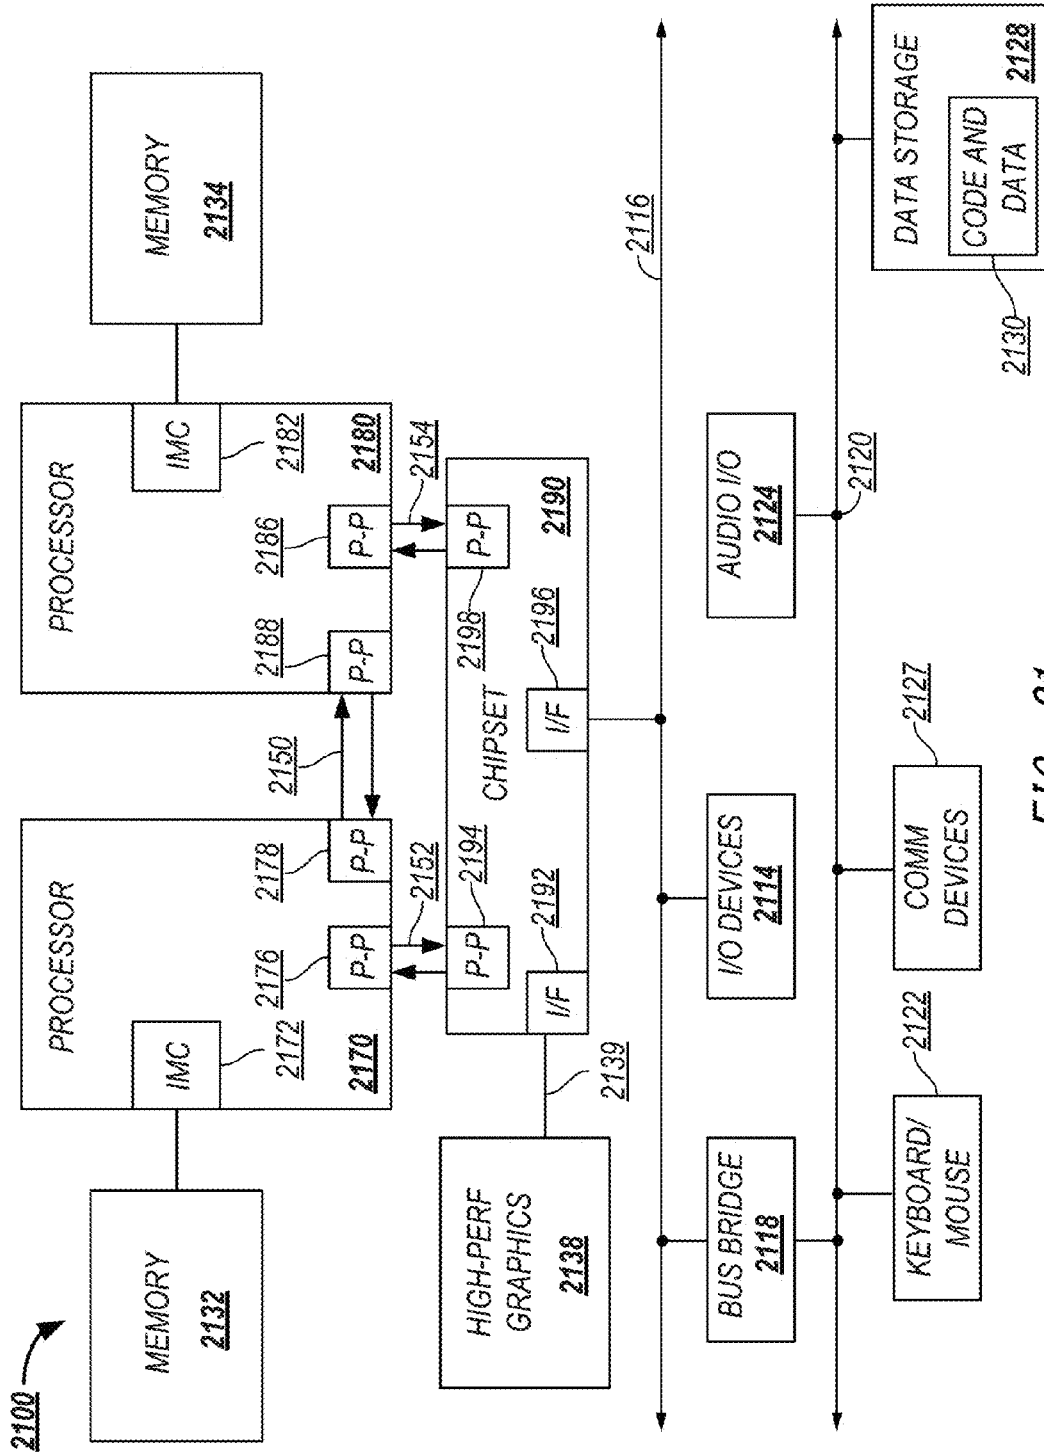 2100
MEMORY
2132
PROCESSOR
IMC
2172
2170
2176
P-P
2178
P-P
2150
PROCESSOR
2188
P-P
2186
P-P
IMC
2182
2180
MEMORY
2134
2152
2154
HIGH-PERF
GRAPHICS
2138
2139
P-P
2194
I/F
2192
CHIPSET
P-P
2198
2190
I/F
2196
2116
BUS BRIDGE
2118
I/O DEVICES
2114
AUDIO I/O
2124
2120
KEYBOARD/
MOUSE
2122
COMM
DEVICES
2127
DATA STORAGE
2128
CODE AND
DATA
2130